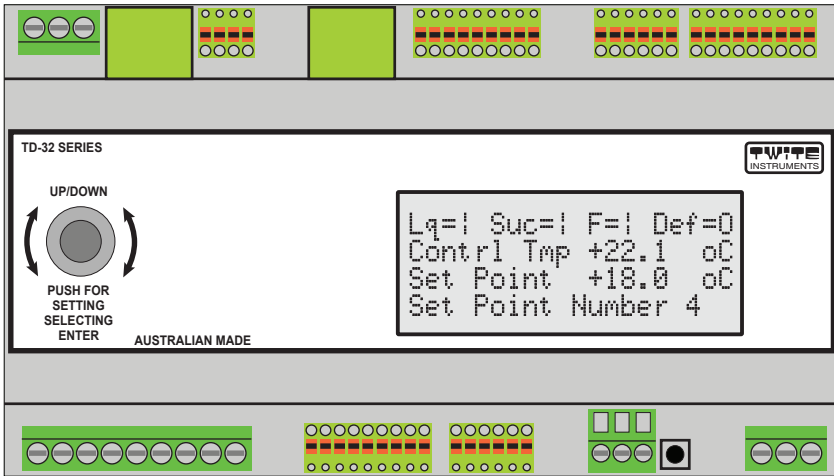 TD-32 SERIES
TWITE
INSTRUMENTS
UP/DOWN
PUSH FOR
SETTING
SELECTING
ENTER
AUSTRALIAN MADE
Lq=¦ Suc=¦ F=¦ Def=0
Contrl Tmp +22.1 oC
Set Point +18.0 oC
Set Point Number 4